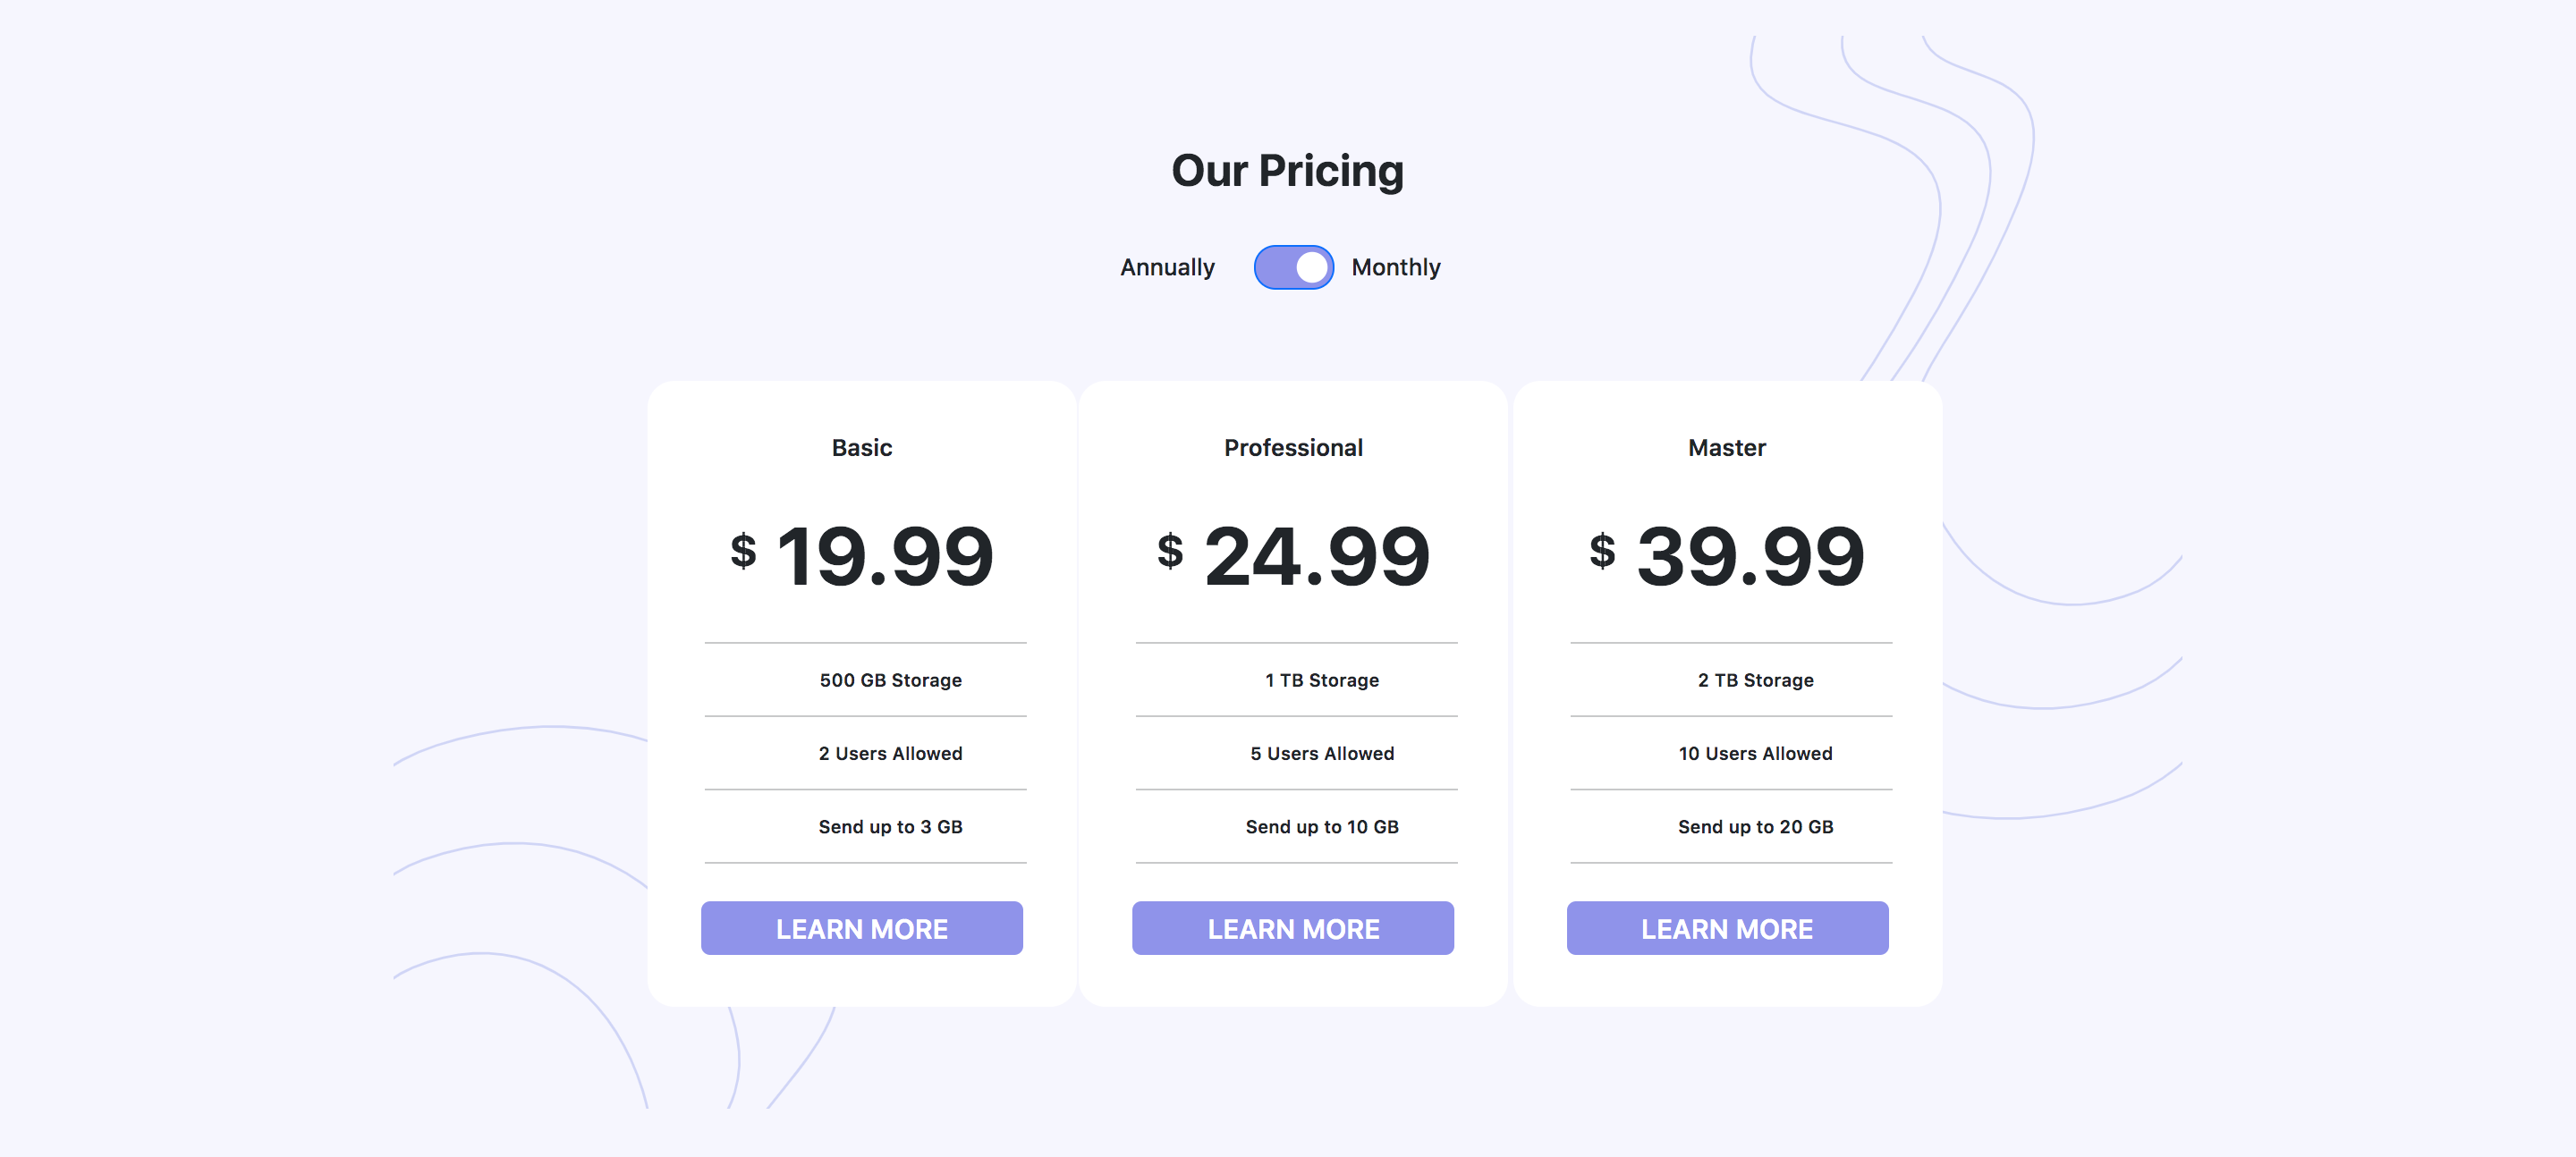 Our Pricing
Annually Monthly
Basic
$ 19.99
500 GB Storage
2 Users Allowed
Send up to 3 GB
LEARN MORE
Professional
$ 24.99
1 TB Storage
5 Users Allowed
Send up to 10 GB
LEARN MORE
Master
$ 39.99
2 TB Storage
10 Users Allowed
Send up to 20 GB
LEARN MORE